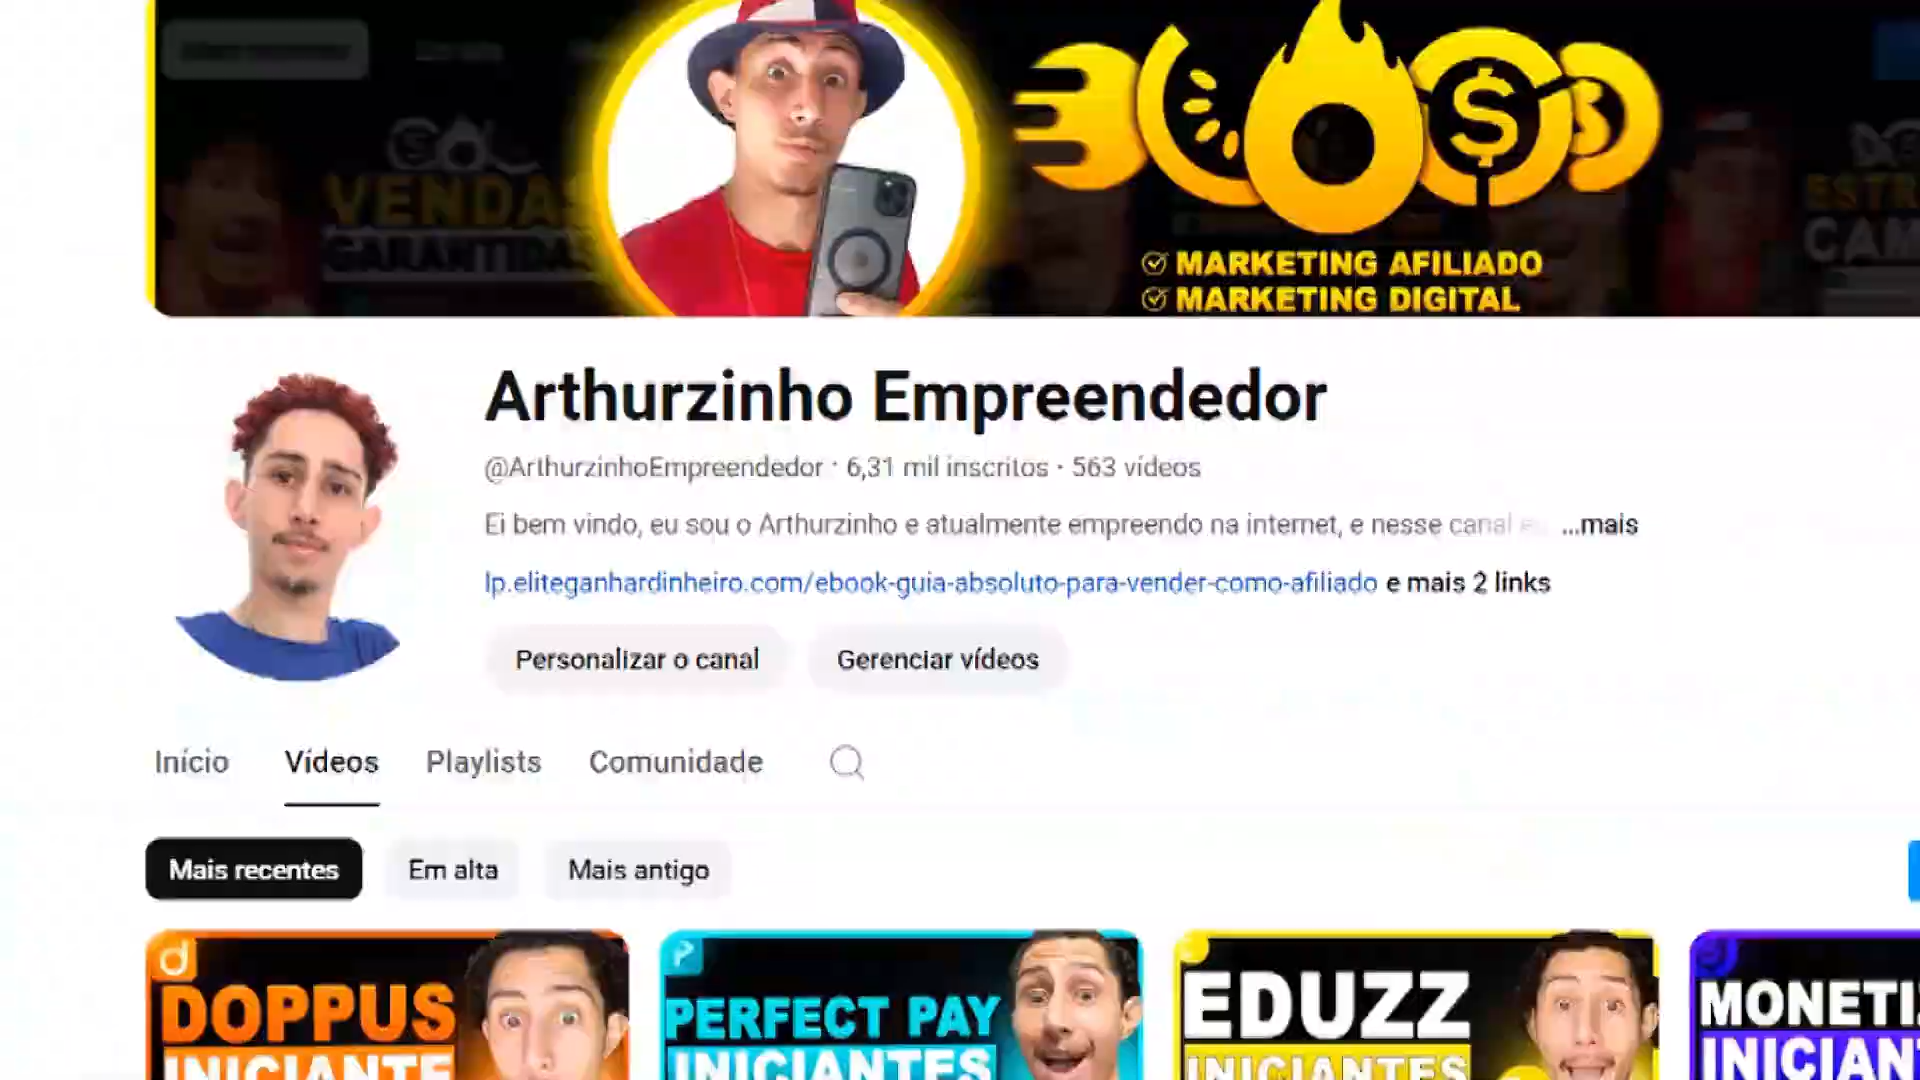 VENDAS
GARANTIDAS
MARKETING AFILIADO
MARKETING DIGITAL
Arthurzinho Empreendedor
@ArthurzinhoEmpreendedor · 6,31 mil inscritos · 563 vídeos
Ei bem vindo, eu sou o Arthurzinho e atualmente empreendo na internet, e nesse canal ...mais
lp.eliteganhardinheiro.com/ebook-guia-absoluto-para-vender-como-afiliado e mais 2 links
Personalizar o canal Gerenciar vídeos
Início Vídeos Playlists Comunidade
Mais recentes Em alta Mais antigo
DOPPUS
INICIANTE
PERFECT PAY
INICIANTES
EDUZZ
INICIANTES